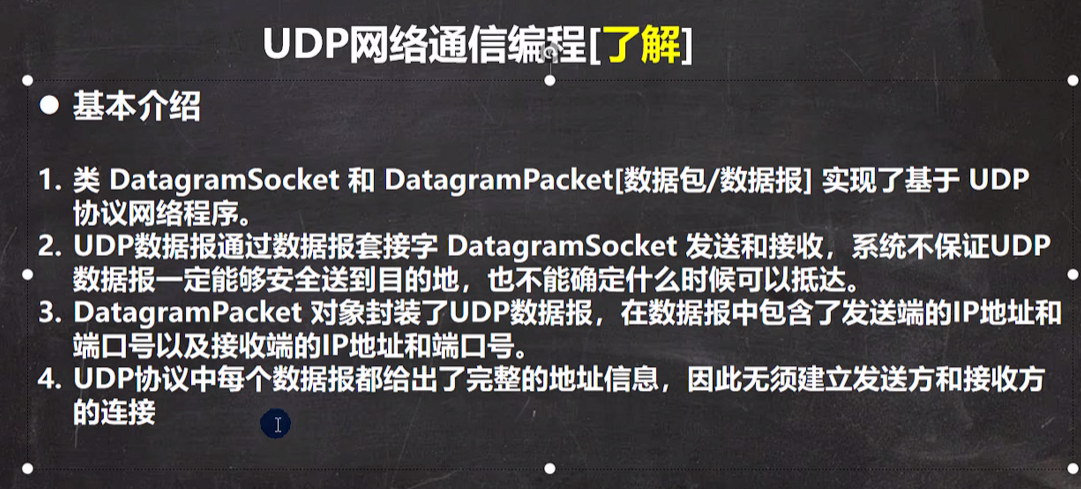 UDP网络通信编程[了解]
● 基本介绍
1. 类 DatagramSocket 和 DatagramPacket[数据包/数据报] 实现了基于 UDP
协议网络程序。
2. UDP数据报通过数据报套接字 DatagramSocket 发送和接收，系统不保证UDP
数据报一定能够安全送到目的地，也不能确定什么时候可以抵达。
3. DatagramPacket 对象封装了UDP数据报，在数据报中包含了发送端的IP地址和
端口号以及接收端的IP地址和端口号。
4. UDP协议中每个数据报都给出了完整的地址信息，因此无须建立发送方和接收方
的连接